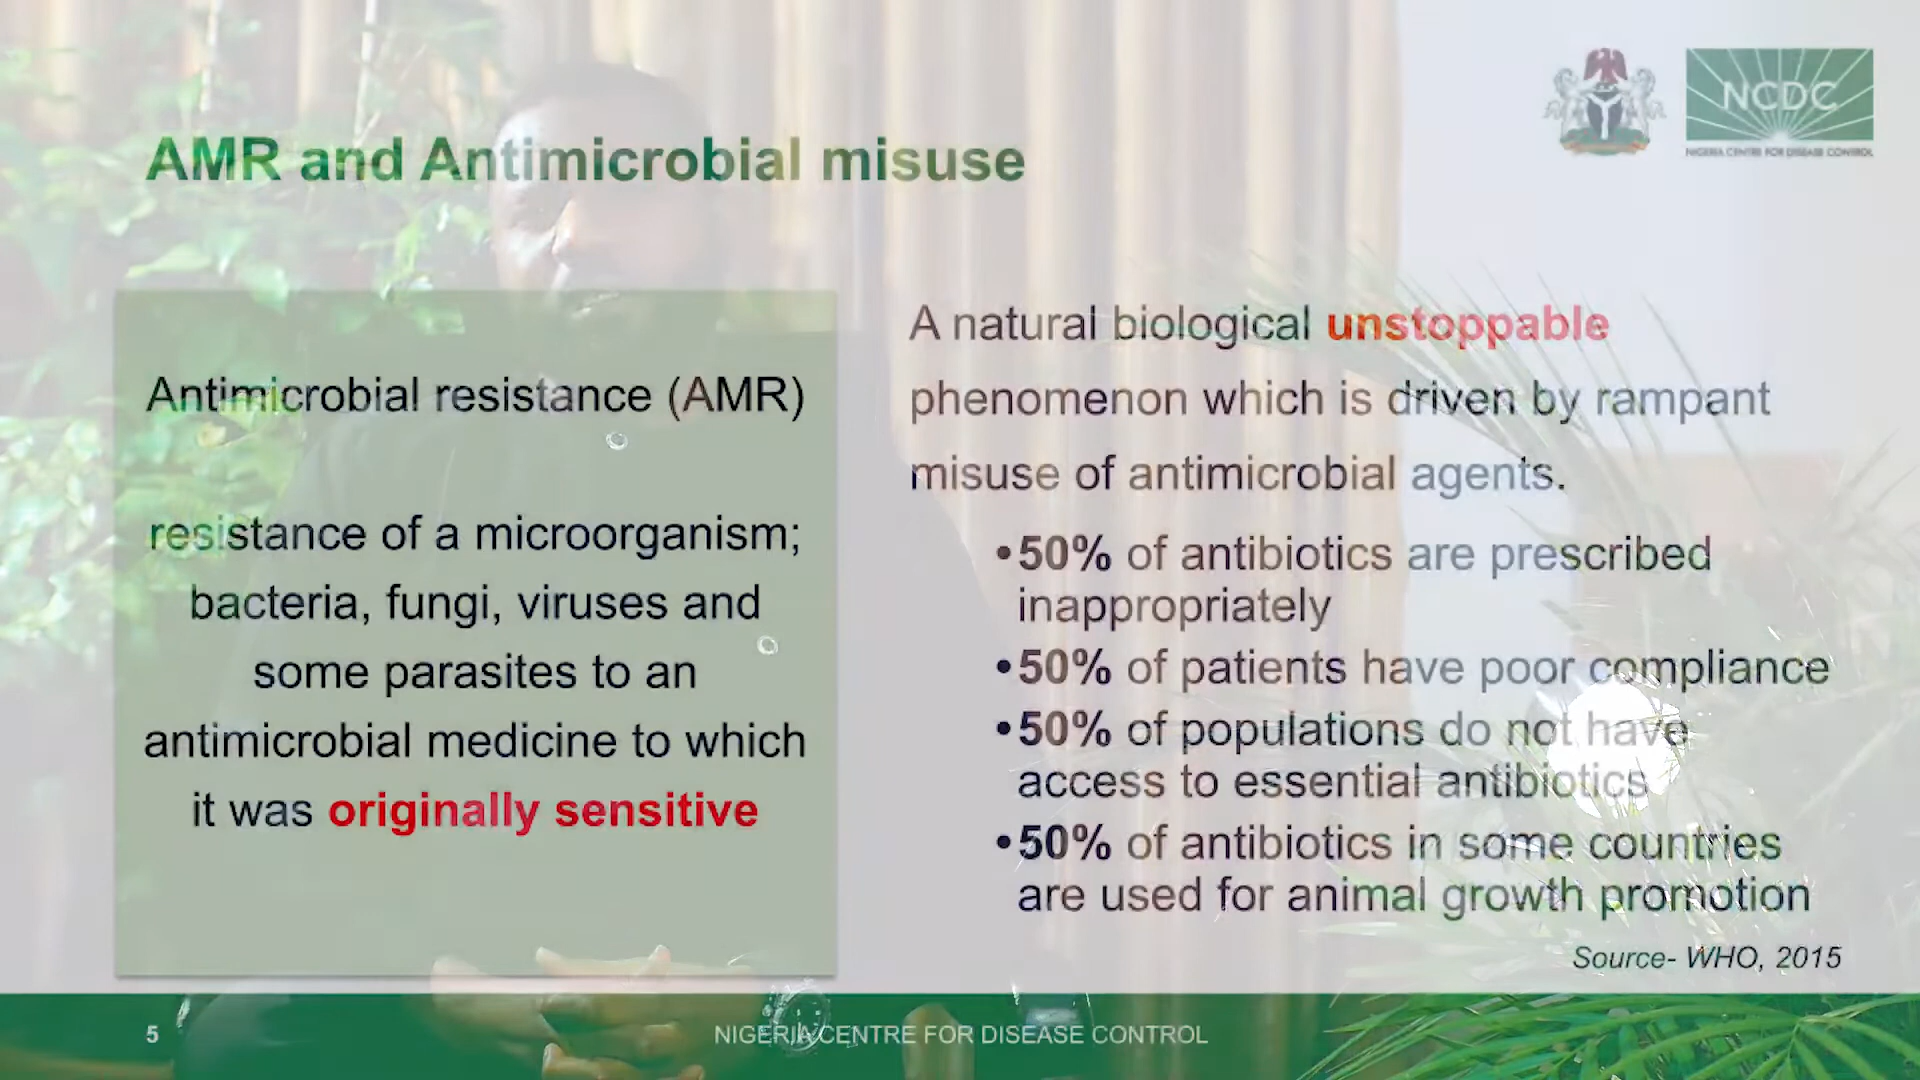 NCDC
NIGERIA CENTRE FOR DISEASE CONTROL
AMR and Antimicrobial misuse
Antimicrobial resistance (AMR)
resistance of a microorganism;
bacteria, fungi, viruses and
some parasites to an
antimicrobial medicine to which
it was originally sensitive
A natural biological unstoppable
phenomenon which is driven by rampant
misuse of antimicrobial agents.
•50% of antibiotics are prescribed
inappropriately
•50% of patients have poor compliance
•50% of populations do not have
access to essential antibiotics
•50% of antibiotics in some countries
are used for animal growth promotion
Source- WHO, 2015
5
NIGERIA CENTRE FOR DISEASE CONTROL